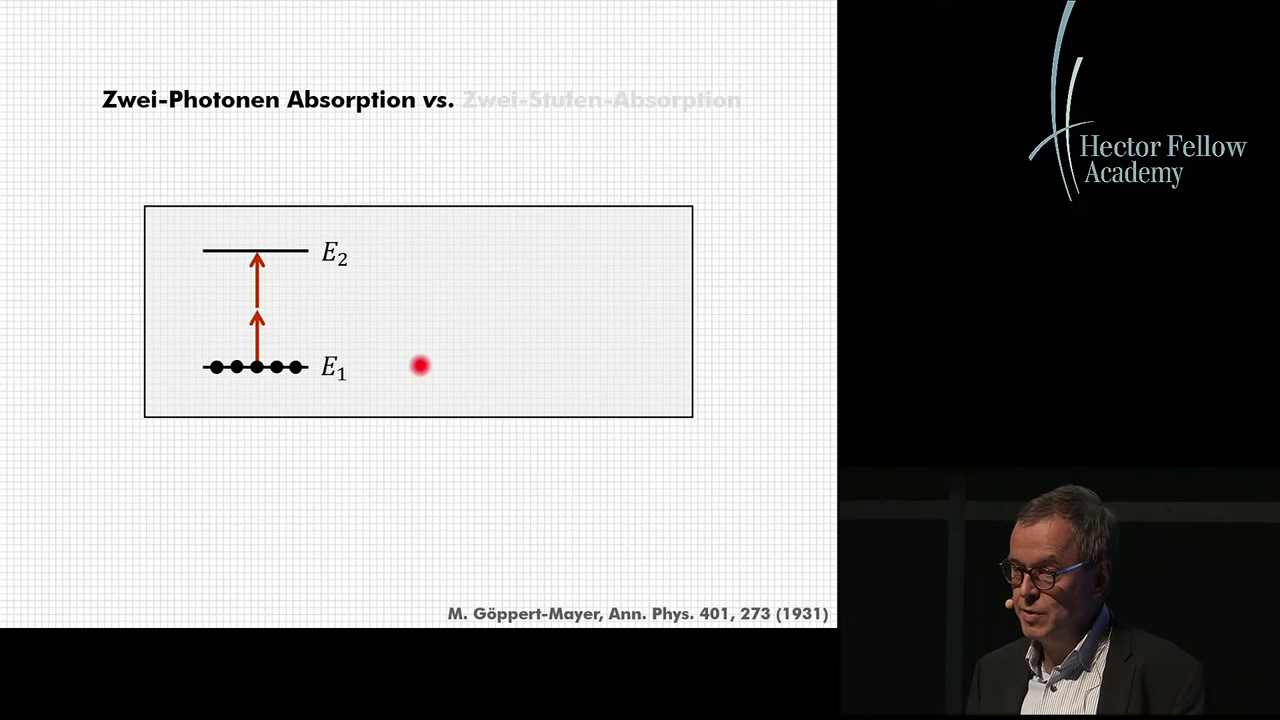 Zwei-Photonen Absorption vs. Zwei-Stufen-Absorption
Hector Fellow
Academy
E₂
E₁
M. Göppert-Mayer, Ann. Phys. 401, 273 (1931)